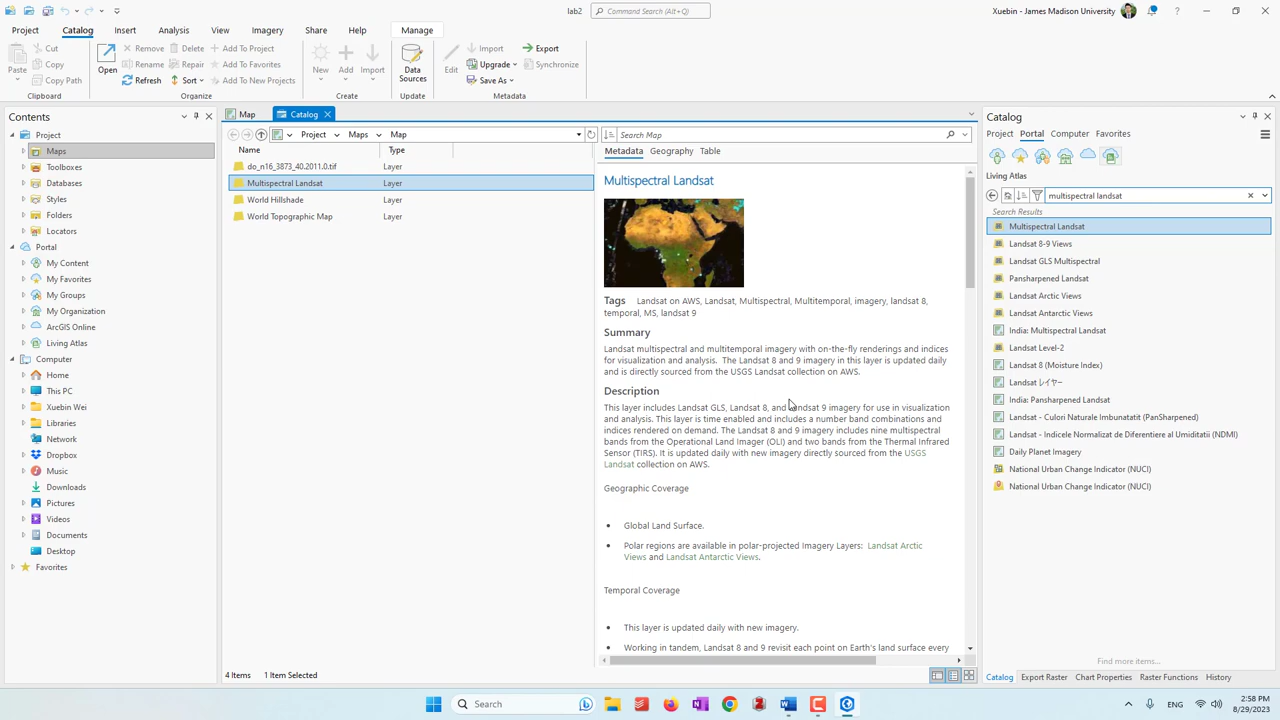 lab2
Command Search (Alt+Q)
Xuebin - James Madison University
Project
Catalog
Insert
Analysis
View
Imagery
Share
Help
Manage
Paste
Cut
Copy
Copy Path
Clipboard
Open
Remove
Delete
Rename
Repair
Refresh
Sort
Add To Project
Add To Favorites
Add To New Projects
Organize
New
Add
Import
Create
Data Sources
Update
Edit
Import
Upgrade
Save As
Export
Synchronize
Metadata
Contents
Project
Maps
Toolboxes
Databases
Styles
Folders
Locators
Portal
My Content
My Favorites
My Groups
My Organization
ArcGIS Online
Living Atlas
Computer
Home
This PC
Xuebin Wei
Libraries
Network
Dropbox
Music
Downloads
Pictures
Videos
Documents
Desktop
Favorites
Map
Catalog
Project Maps Map
Search Map
Name Type
do_n16_3873_40.2011.0.tif Layer
Multispectral Landsat Layer
World Hillshade Layer
World Topographic Map Layer
4 Items 1 Item Selected
Metadata Geography Table
Multispectral Landsat
Tags Landsat on AWS, Landsat, Multispectral, Multitemporal, imagery, landsat 8,
temporal, MS, landsat 9
Summary
Landsat multispectral and multitemporal imagery with on-the-fly renderings and indices
for visualization and analysis. The Landsat 8 and 9 imagery in this layer is updated daily
and is directly sourced from the USGS Landsat collection on AWS.
Description
This layer includes Landsat GLS, Landsat 8, and Landsat 9 imagery for use in visualization
and analysis. This layer is time enabled and includes a number band combinations and
indices rendered on demand. The Landsat 8 and 9 imagery includes nine multispectral
bands from the Operational Land Imager (OLI) and two bands from the Thermal Infrared
Sensor (TIRS). It is updated daily with new imagery directly sourced from the USGS
Landsat collection on AWS.
Geographic Coverage
Global Land Surface.
Polar regions are available in polar-projected Imagery Layers: Landsat Arctic
Views and Landsat Antarctic Views.
Temporal Coverage
This layer is updated daily with new imagery.
Working in tandem, Landsat 8 and 9 revisit each point on Earth's land surface every
Catalog
Project Portal Computer Favorites
Living Atlas
multispectral landsat
Search Results
Multispectral Landsat
Landsat 8-9 Views
Landsat GLS Multispectral
Pansharpened Landsat
Landsat Arctic Views
Landsat Antarctic Views
India: Multispectral Landsat
Landsat Level-2
Landsat 8 (Moisture Index)
Landsat レイヤー
India: Pansharpened Landsat
Landsat - Culori Naturale Imbunatatit (PanSharpened)
Landsat - Indicele Normalizat de Diferentiere al Umiditatii (NDMI)
Daily Planet Imagery
National Urban Change Indicator (NUCI)
National Urban Change Indicator (NUCI)
Find more items...
Catalog Export Raster Chart Properties Raster Functions History
Search
ENG
2:58 PM
8/29/2023